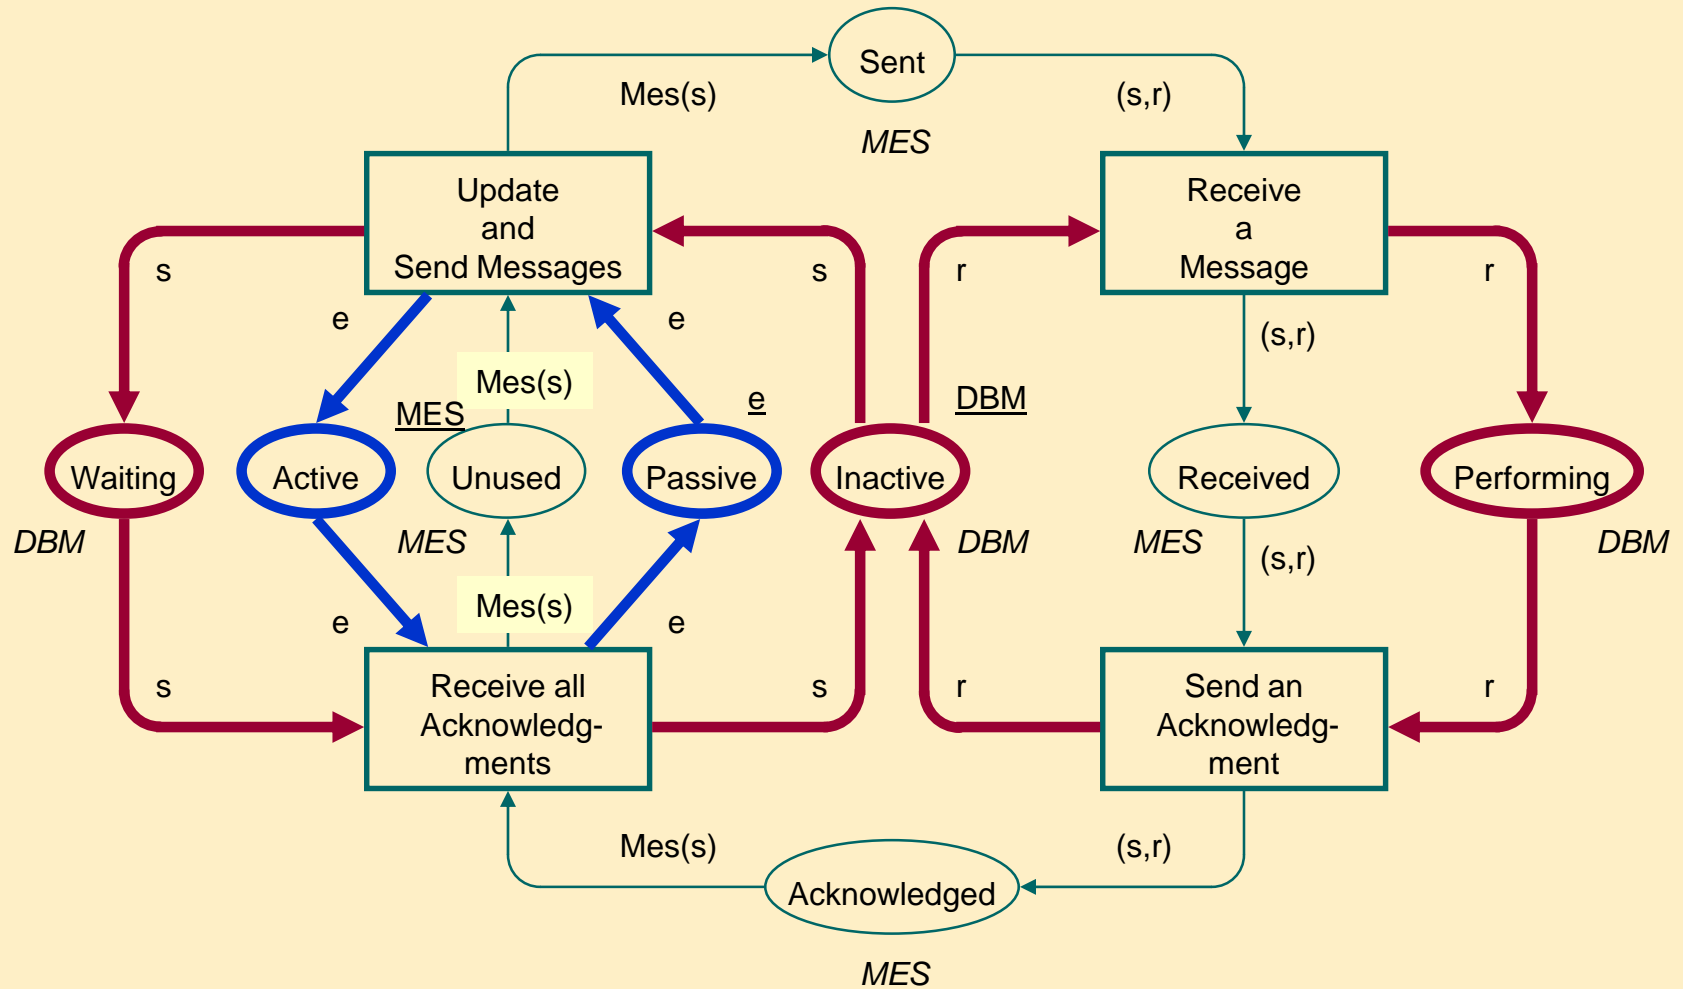 Sent
Mes(s)
(s,r)
MES
Update
and
Send Messages
Receive
a
Message
s
s
r
r
e
e
(s,r)
Mes(s)
MES
e
DBM
Waiting
Active
Unused
Passive
Inactive
Received
Performing
DBM
MES
DBM
MES
(s,r)
DBM
Mes(s)
e
e
s
s
r
r
Receive all
Acknowledg-
ments
Send an
Acknowledg-
ment
Mes(s)
(s,r)
Acknowledged
MES